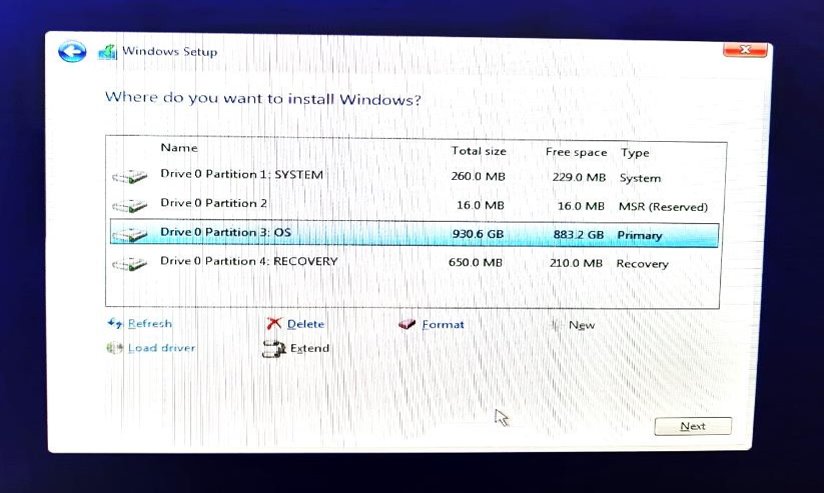 Windows Setup
Where do you want to install Windows?
Name Total size Free space Type
Drive 0 Partition 1: SYSTEM 260.0 MB 229.0 MB System
Drive 0 Partition 2 16.0 MB 16.0 MB MSR (Reserved)
Drive 0 Partition 3: OS 930.6 GB 883.2 GB Primary
Drive 0 Partition 4: RECOVERY 650.0 MB 210.0 MB Recovery
Refresh Delete Format New
Load driver Extend
Next